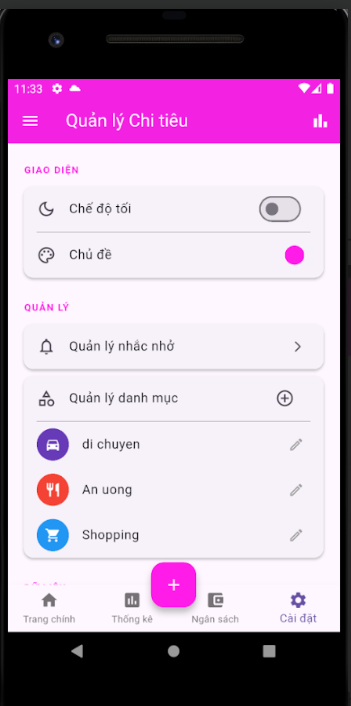 11:33
Quản lý Chi tiêu
GIAO DIỆN
Chế độ tối
Chủ đề
QUẢN LÝ
Quản lý nhắc nhở
Quản lý danh mục
di chuyen
An uong
Shopping
Trang chính Thống kê Ngân sách Cài đặt